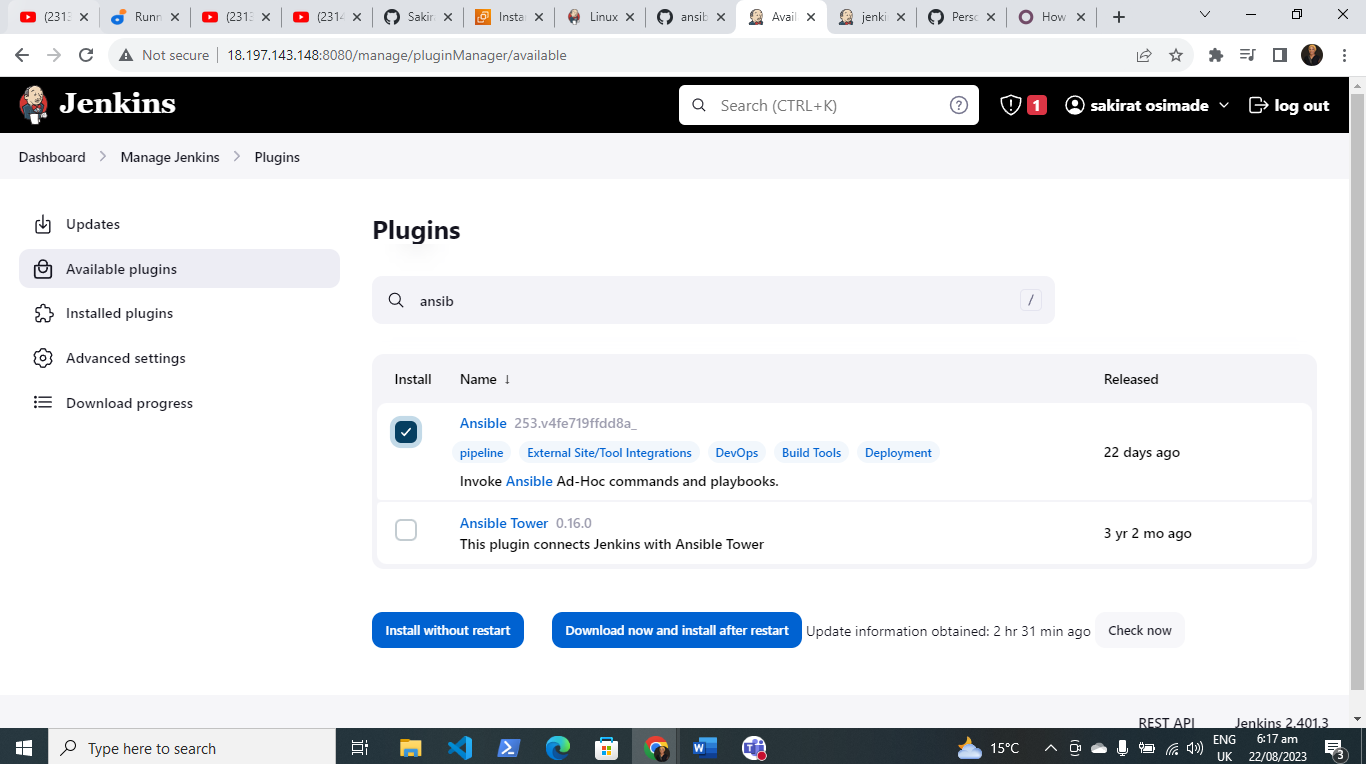 (2313
Runn
(2313
(2314
Sakir
Insta
Linux
ansib
Avail
jenki
Perso
How
Not secure
18.197.143.148:8080/manage/pluginManager/available
Jenkins
Search (CTRL+K)
?
1
sakirat osimade
log out
Dashboard
Manage Jenkins
Plugins
Updates
Available plugins
Installed plugins
Advanced settings
Download progress
Plugins
ansib
/
Install Name ↓ Released
Ansible 253.v4fe719ffdd8a_
pipeline External Site/Tool Integrations DevOps Build Tools Deployment
Invoke Ansible Ad-Hoc commands and playbooks.
22 days ago
Ansible Tower 0.16.0
This plugin connects Jenkins with Ansible Tower
3 yr 2 mo ago
Install without restart
Download now and install after restart
Update information obtained: 2 hr 31 min ago
Check now
REST API
Jenkins 2.401.3
Type here to search
15°C
ENG
UK
6:17 am
22/08/2023
3